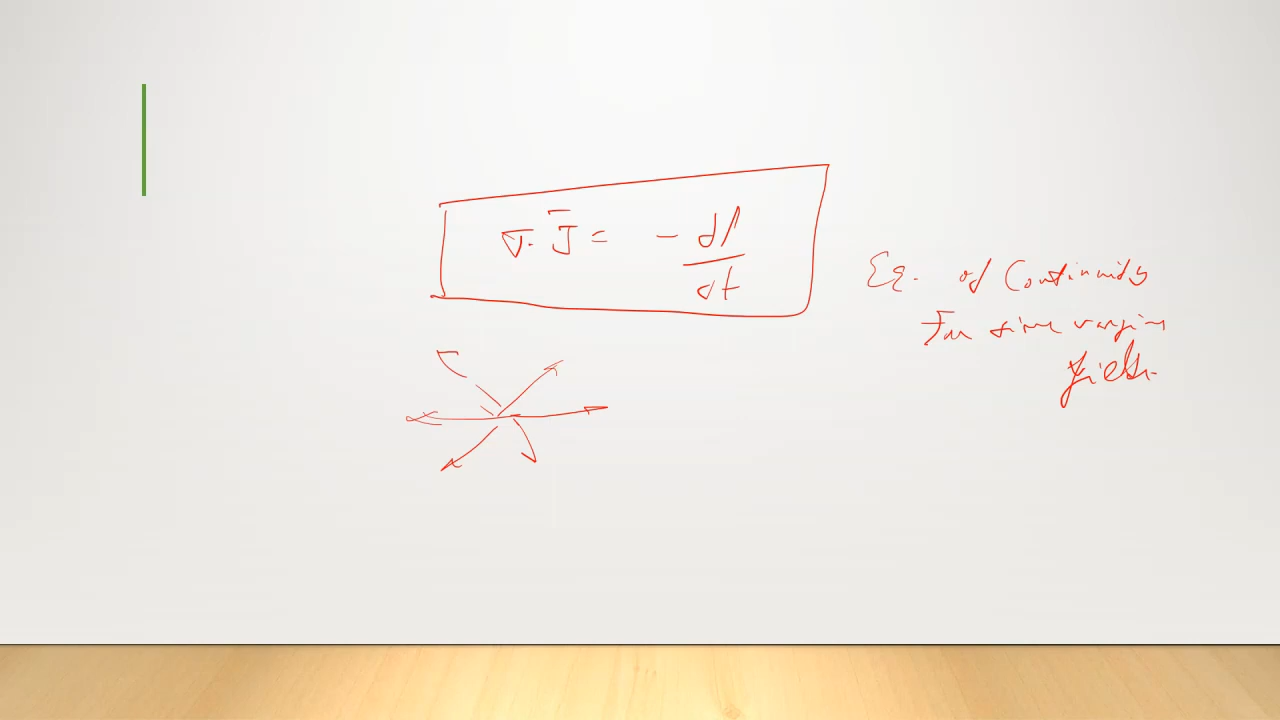 ∇·J̄ = -dρ/dt
Eq. of Continuity
For time varying
fields.